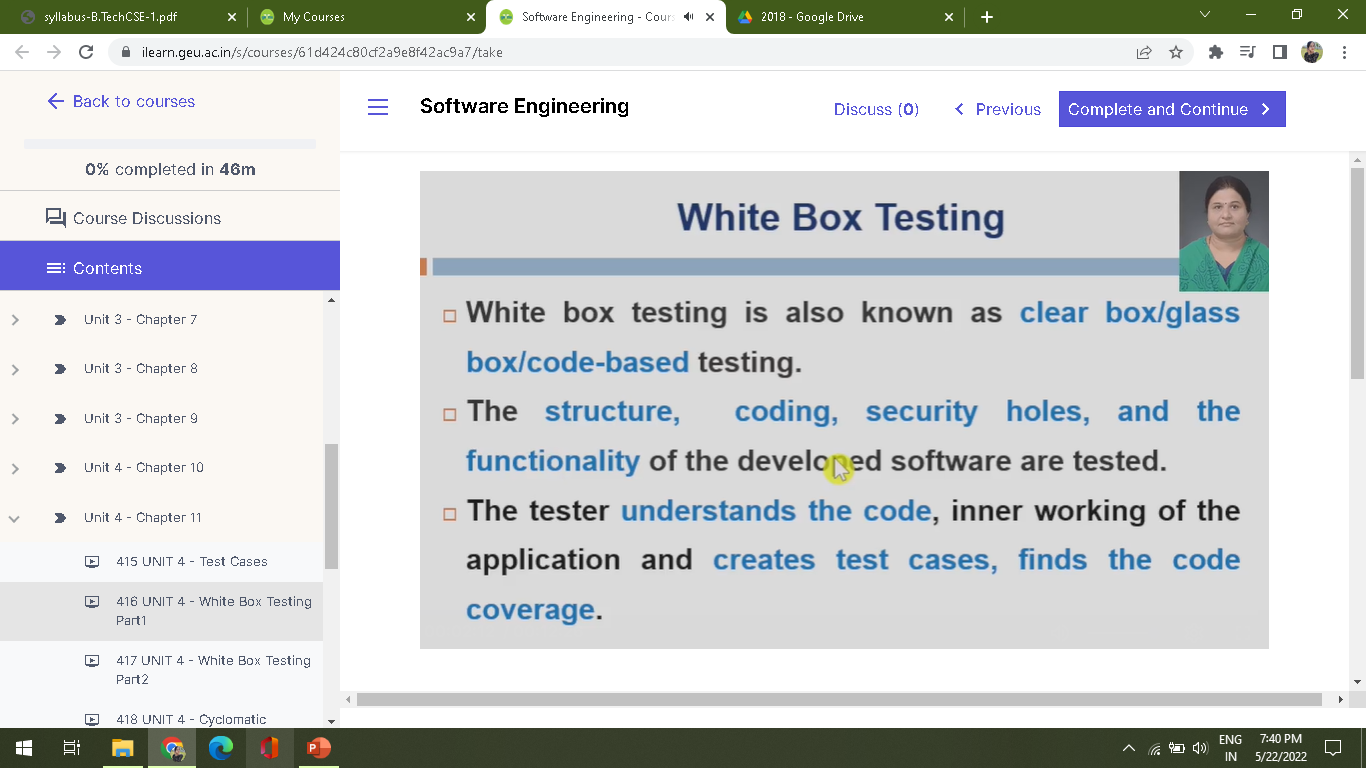 syllabus-B.TechCSE-1.pdf
My Courses
Software Engineering - Cour
2018 - Google Drive
ilearn.geu.ac.in/s/courses/61d424c80cf2a9e8f42ac9a7/take
Back to courses
0% completed in 46m
Course Discussions
Contents
Unit 3 - Chapter 7
Unit 3 - Chapter 8
Unit 3 - Chapter 9
Unit 4 - Chapter 10
Unit 4 - Chapter 11
415 UNIT 4 - Test Cases
416 UNIT 4 - White Box Testing
Part1
417 UNIT 4 - White Box Testing
Part2
418 UNIT 4 - Cyclomatic
Software Engineering
Discuss (0)
Previous
Complete and Continue
White Box Testing
White box testing is also known as clear box/glass
box/code-based testing.
The structure, coding, security holes, and the
functionality of the developed software are tested.
The tester understands the code, inner working of the
application and creates test cases, finds the code
coverage.
ENG
IN
7:40 PM
5/22/2022